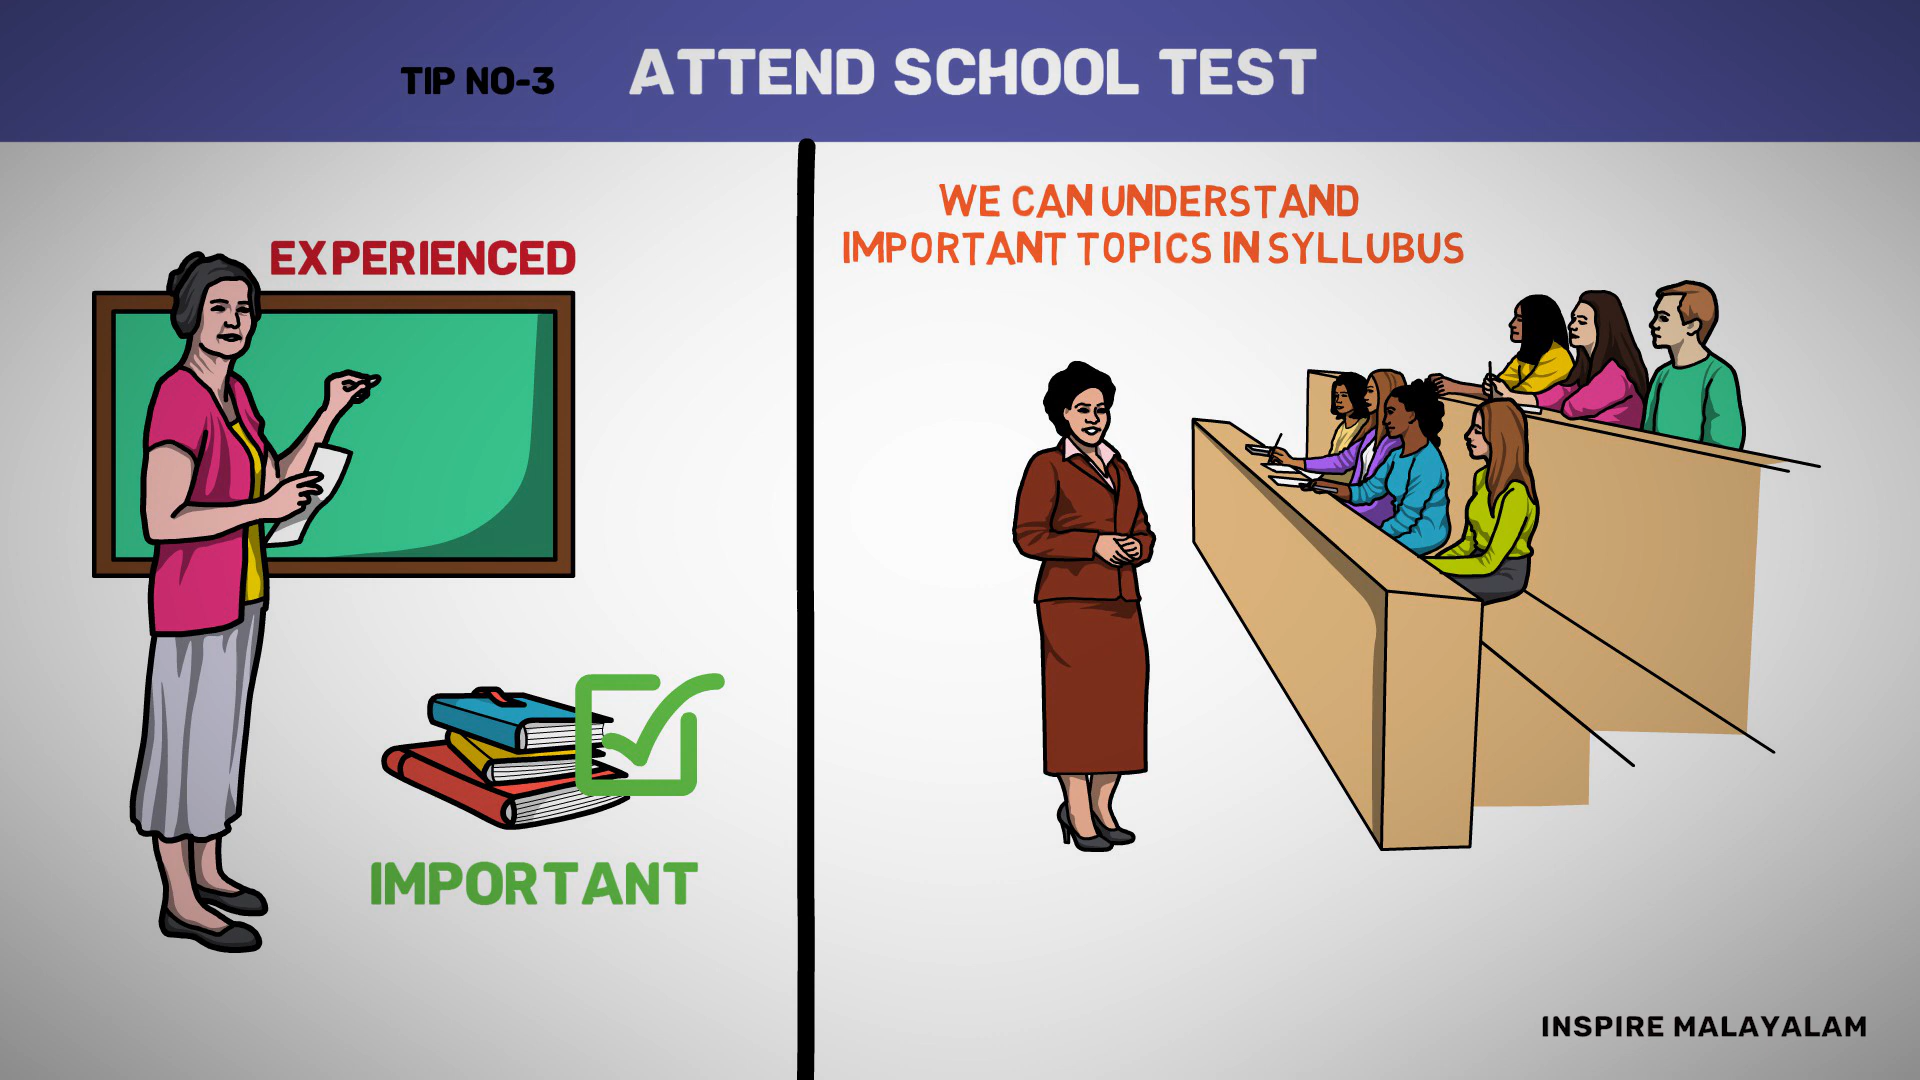 TIP NO-3 ATTEND SCHOOL TEST
EXPERIENCED
IMPORTANT
WE CAN UNDERSTAND
IMPORTANT TOPICS IN SYLLUBUS
INSPIRE MALAYALAM